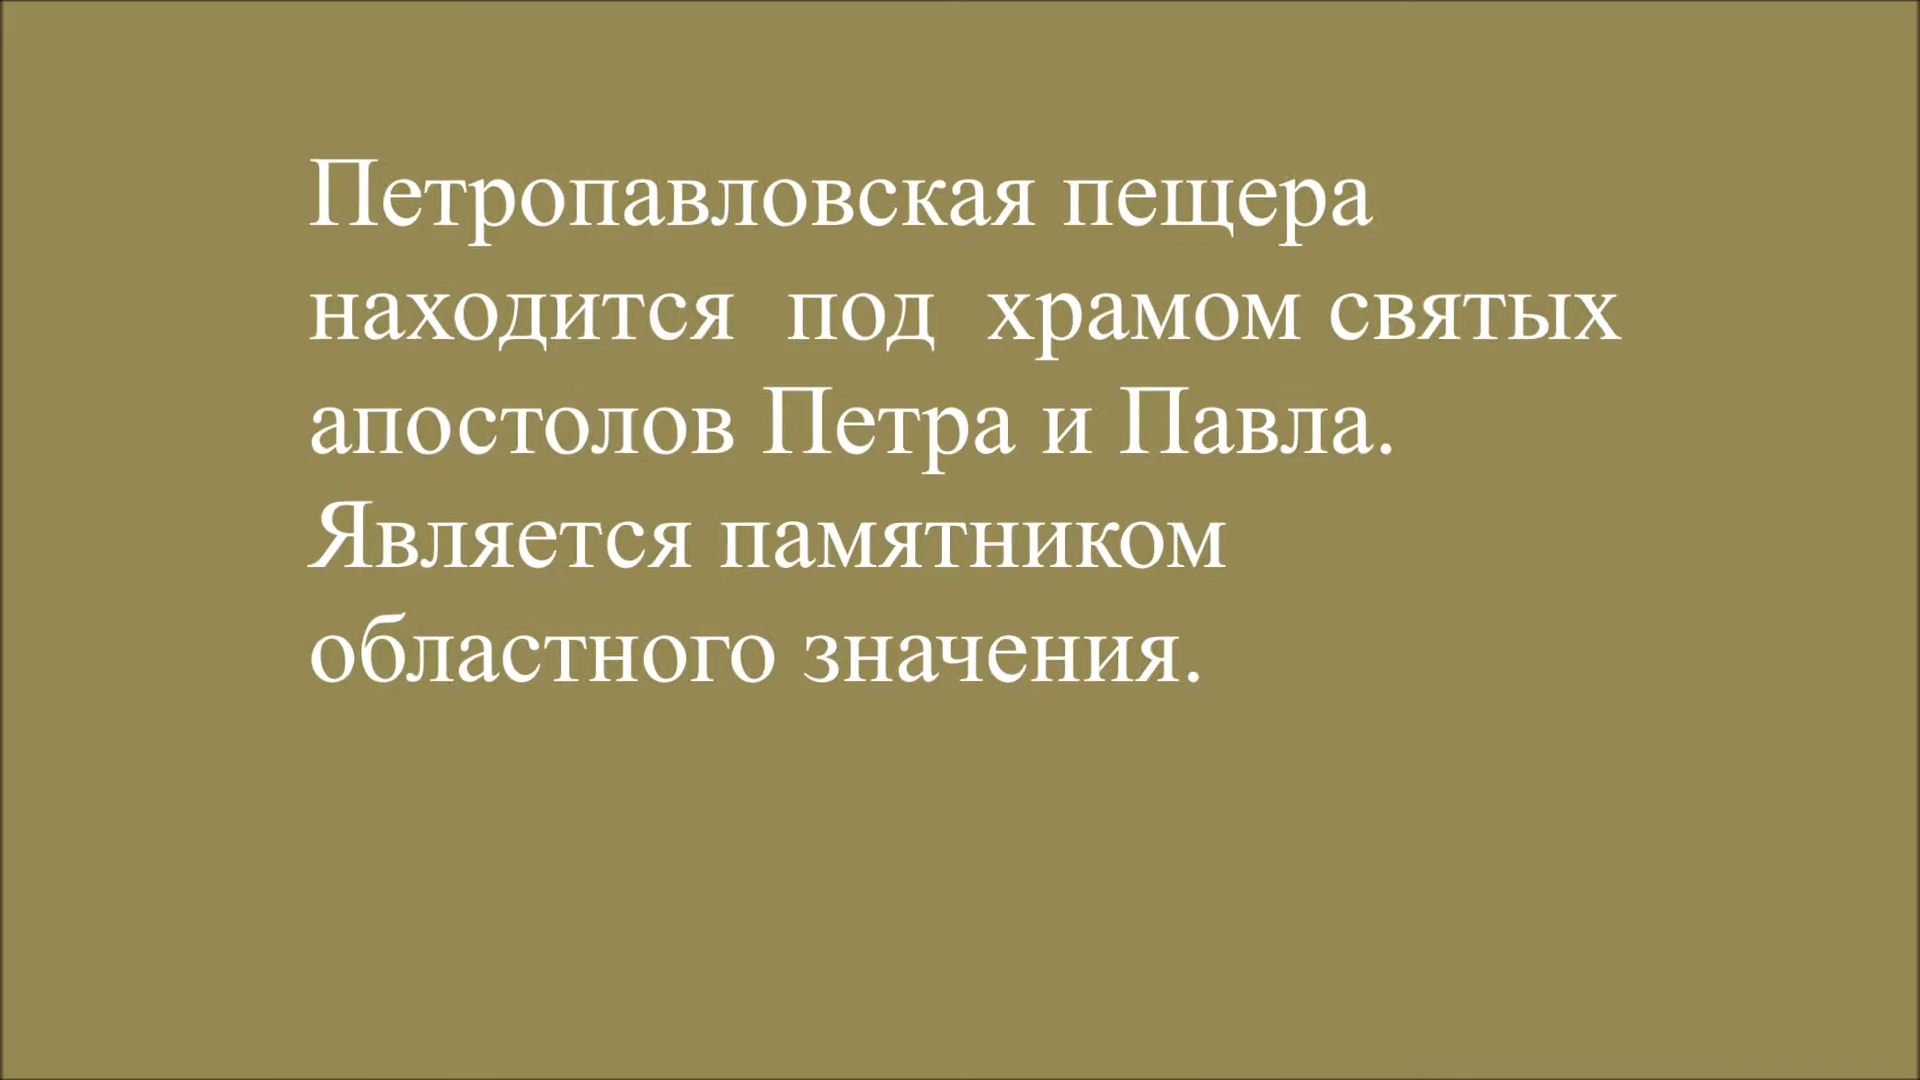 Петропавловская пещера
находится  под  храмом святых
апостолов Петра и Павла.
Является памятником
областного значения.